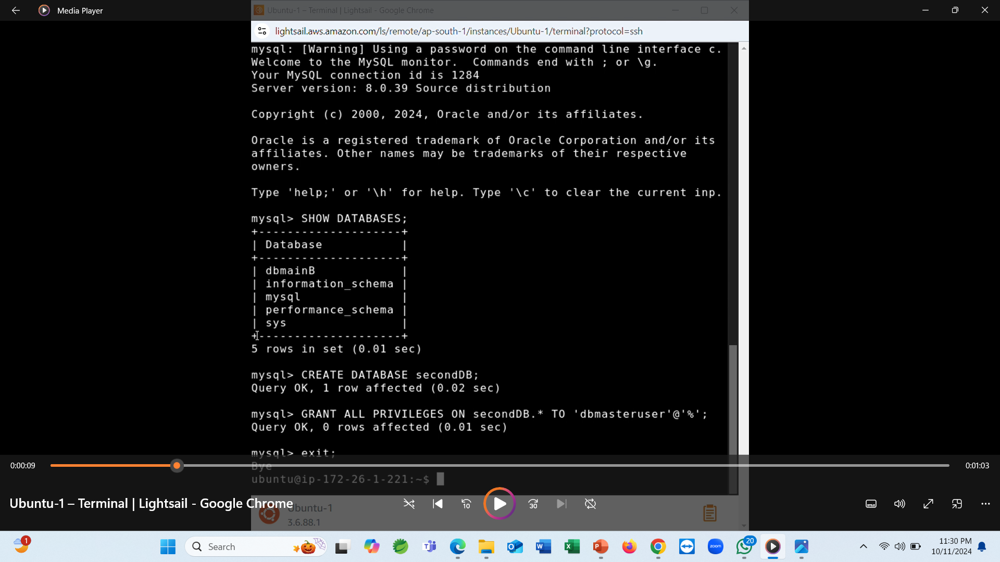 Media Player
Ubuntu-1 – Terminal | Lightsail - Google Chrome
lightsail.aws.amazon.com/ls/remote/ap-south-1/instances/Ubuntu-1/terminal?protocol=ssh
mysql: [Warning] Using a password on the command line interface c.
Welcome to the MySQL monitor.  Commands end with ; or \g.
Your MySQL connection id is 1284
Server version: 8.0.39 Source distribution
Copyright (c) 2000, 2024, Oracle and/or its affiliates.
Oracle is a registered trademark of Oracle Corporation and/or its
affiliates. Other names may be trademarks of their respective
owners.
Type 'help;' or '\h' for help. Type '\c' to clear the current inp.
mysql> SHOW DATABASES;
+--------------------+
| Database           |
+--------------------+
| dbmainB            |
| information_schema |
| mysql              |
| performance_schema |
| sys                |
+--------------------+
5 rows in set (0.01 sec)
mysql> CREATE DATABASE secondDB;
Query OK, 1 row affected (0.02 sec)
mysql> GRANT ALL PRIVILEGES ON secondDB.* TO 'dbmasteruser'@'%';
Query OK, 0 rows affected (0.01 sec)
mysql> exit;
Bye
0:00:09
0:01:03
ubuntu@ip-172-26-1-221:~$
Ubuntu-1 – Terminal | Lightsail - Google Chrome
Ubuntu-1
3.6.88.1
10
30
1
Search
zoom
20
11:30 PM
10/11/2024